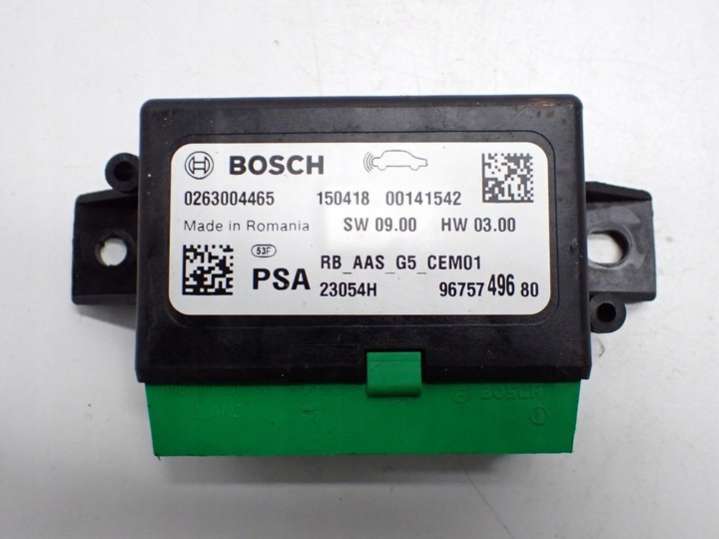 BOSCH
0263004465 150418 00141542
Made in Romania SW 09.00 HW 03.00
53F
PSA RB_AAS_G5_CEM01
23054H 96757 496 80
BOSCH